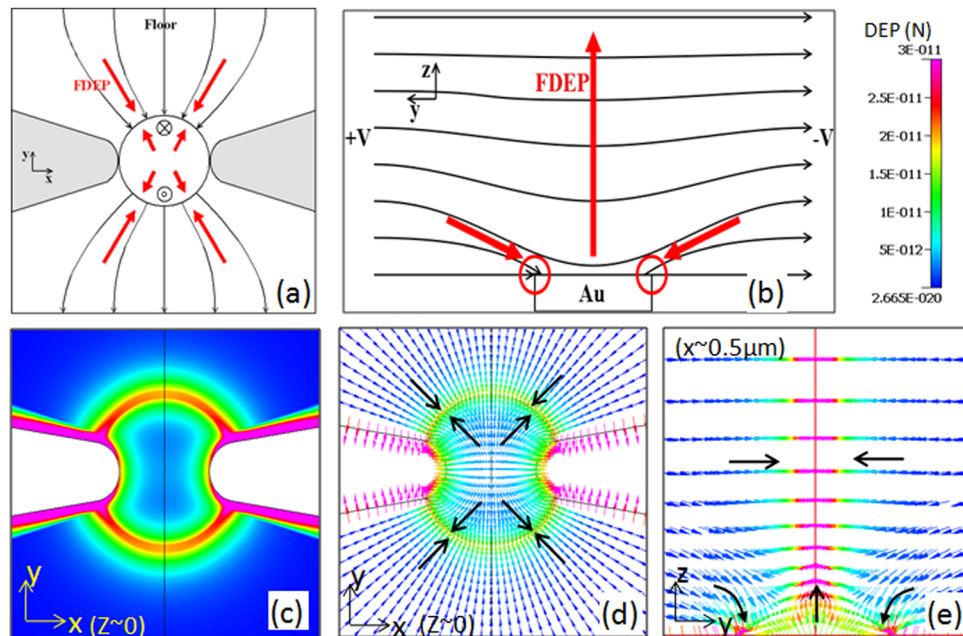 Floor
FDEP
y
x
(a)
z
y
FDEP
+V
-V
Au
(b)
DEP (N)
3E-011
2.5E-011
2E-011
1.5E-011
1E-011
5E-012
2.665E-020
y
x (Z~0)
(c)
y
x (Z~0)
(d)
(x~0.5μm)
z
y
(e)